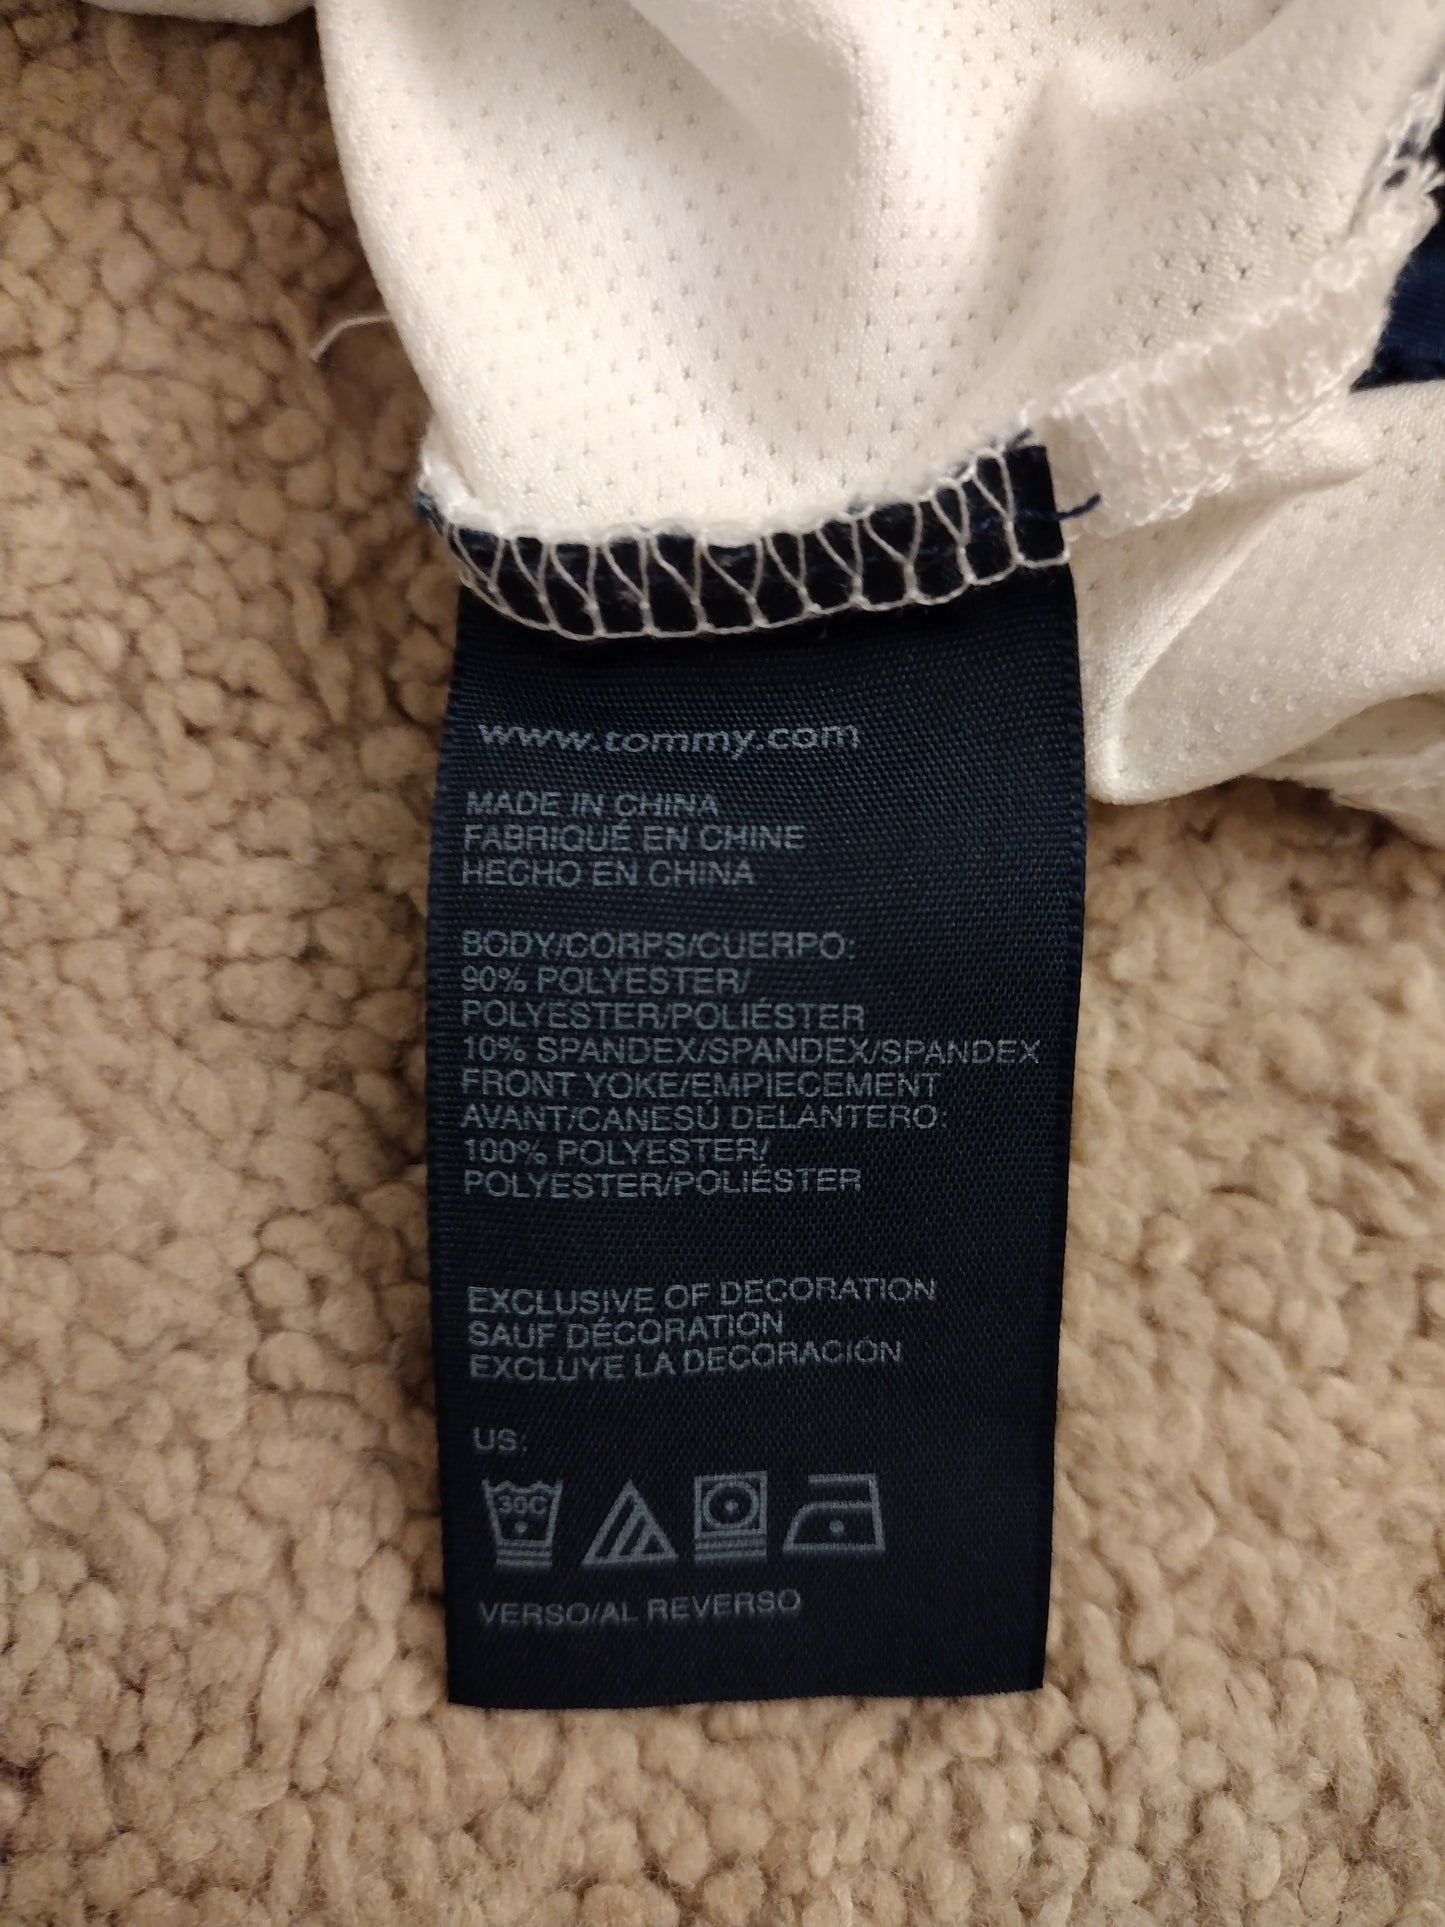 www.tommy.com
MADE IN CHINA
FABRIQUÉ EN CHINE
HECHO EN CHINA
BODY/CORPS/CUERPO:
90% POLYESTER/
POLYESTER/POLIÉSTER
10% SPANDEX/SPANDEX/SPANDEX
FRONT YOKE/EMPIECEMENT
AVANT/CANESÚ DELANTERO:
100% POLYESTER/
POLYESTER/POLIÉSTER
EXCLUSIVE OF DECORATION
SAUF DÉCORATION
EXCLUYE LA DECORACIÓN
US:
30C
VERSO/AL REVERSO